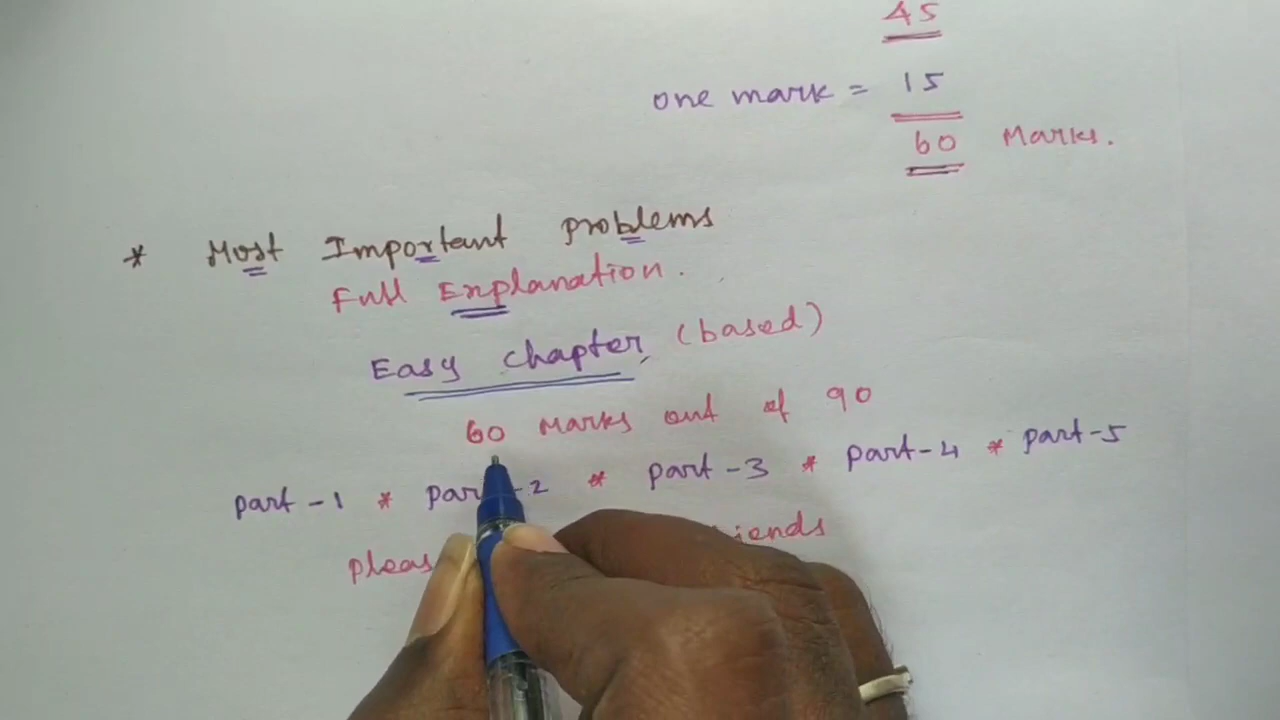 45
one mark = 15
60 Marks.
* Most Important problems
Full Explanation.
Easy chapter, (based)
60 Marks out of 90
part-1 * part-2 * part-3 * part-4 * part-5